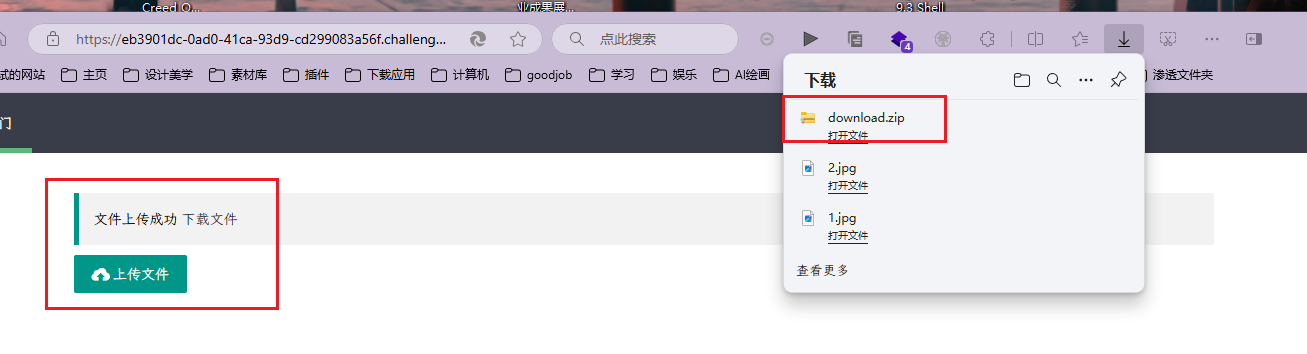 Creed O...
业成果展...
9.3 Shell
https://eb3901dc-0ad0-41ca-93d9-cd299083a56f.challeng...
点此搜索
4
试的网站 主页 设计美学 素材库 插件 下载应用 计算机 goodjob 学习 娱乐 AI绘画 渗透文件夹
下载
门
download.zip
打开文件
2.jpg
打开文件
1.jpg
打开文件
查看更多
文件上传成功 下载文件
上传文件